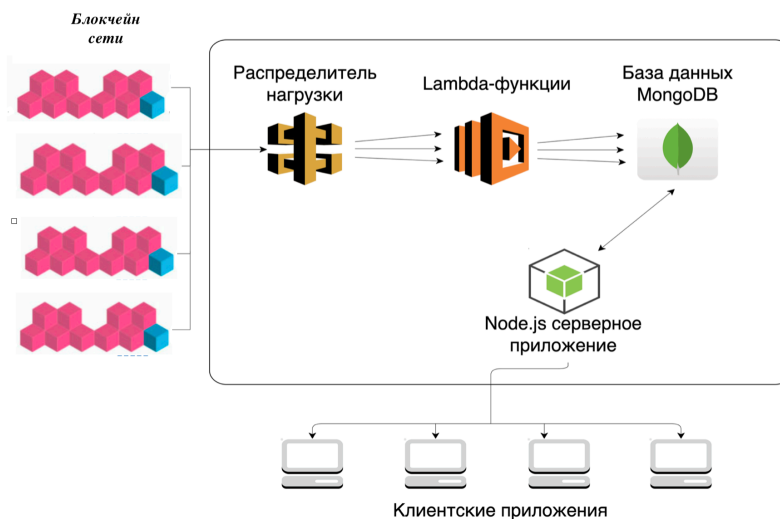 Блокчейн
сети
Распределитель
нагрузки
Lambda-функции
База данных
MongoDB
Node.js серверное
приложение
Клиентские приложения